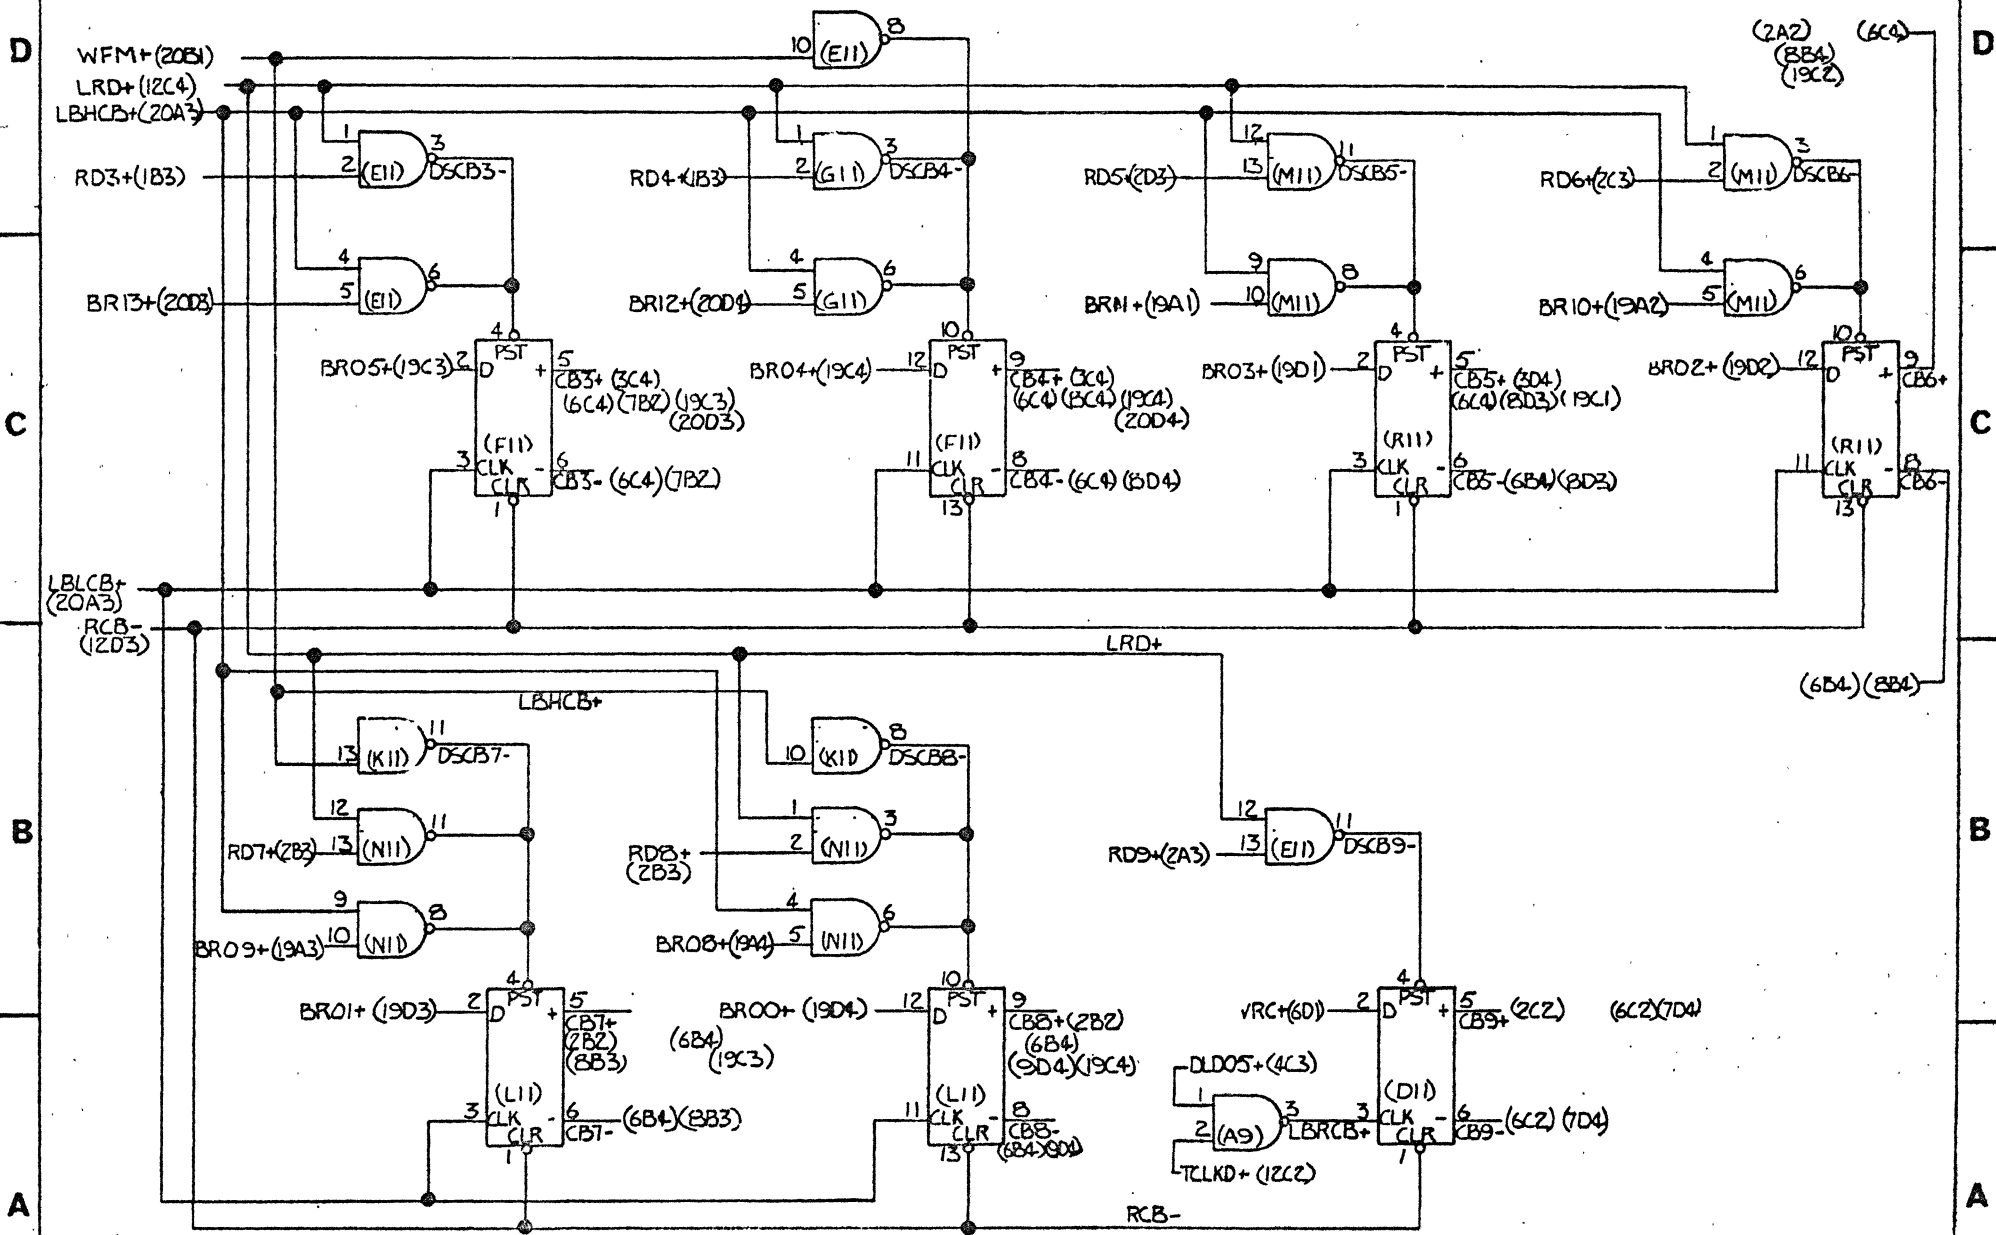 D
WFM+(20B1)
10
(E11)
8
(2A2)
(6C4)
(8B4)
(19C2)
D
LRD+(12C4)
LBHCB+(20A3)
1
3
2
(E11)
DSCB3-
RD3+(1B3)
1
3
2
(G11)
DSCB4-
RD4+(1B3)
12
11
13
(M11)
DSCB5-
RD5+(2D3)
1
3
2
(M11)
DSCB6-
RD6+(2C3)
4
6
5
(E11)
BR13+(20D3)
4
6
5
(G11)
BR12+(20D4)
9
8
10
(M11)
BR11+(19A1)
4
6
5
(M11)
BR10+(19A2)
C
4
PST
BR05+(19C3)
2
D
+
5
CB3+ (3C4)
(6C4)(7B2)(19C3)
(20D3)
(F11)
3
CLK
-
6
CB3- (6C4)(7B2)
CLR
1
10
PST
BR04+(19C4)
12
D
+
9
CB4+ (3C4)
(6C4)(8C4)(19C4)
(20D4)
(F11)
11
CLK
-
8
CB4- (6C4)(8D4)
CLR
13
4
PST
BR03+(19D1)
2
D
+
5
CB5+ (3D4)
(6C4)(8D3)(19C1)
(R11)
3
CLK
-
6
CB5-(6B4)(8D3)
CLR
1
10
PST
BR02+(19D2)
12
D
+
9
CB6+
(R11)
11
CLK
-
8
CB6-
CLR
13
C
LBLCB+
(20A3)
RCB-
(12D3)
LRD+
LBHCB+
(6B4)(8B4)
B
11
13
(K11)
DSCB7-
8
10
(K11)
DSCB8-
12
11
RD7+(2B3)
13
(N11)
1
3
RD8+
(2B3)
2
(N11)
12
11
RD9+(2A3)
13
(E11)
DSCB9-
9
8
BR09+(19A3)
10
(N11)
4
6
BR08+(19A4)
5
(N11)
B
4
PST
BR01+(19D3)
2
D
+
5
CB7+
(2B2)
(8B3)
(6B4)
(19C3)
(L11)
3
CLK
-
6
CB7-
(6B4)(8B3)
CLR
1
10
PST
BR00+(19D4)
12
D
+
9
CB8+(2B2)
(6B4)
(9D4)(19C4)
(L11)
11
CLK
-
8
CB8-
CLR
13
4
PST
VRC+(6D1)
2
D
+
5
CB9+(2C2)
(6C2)(7D4)
DLD05+(4C3)
1
3
2
(A9)
LBRCB+
TCLKD+(12C2)
(D11)
3
CLK
-
6
CB9-(6C2)(7D4)
CLR
1
A
RCB-
A